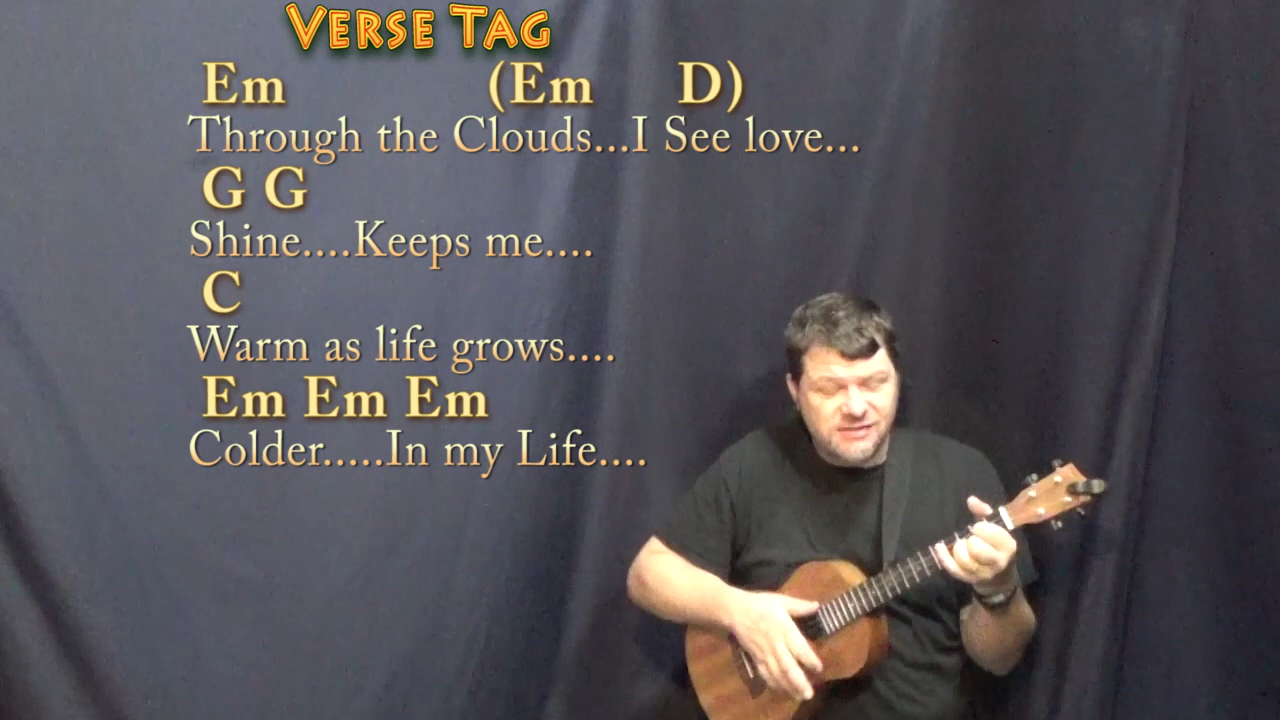 VERSE TAG
Em (Em D)
Through the Clouds...I See love...
G G
Shine....Keeps me....
C
Warm as life grows....
Em Em Em
Colder.....In my Life....